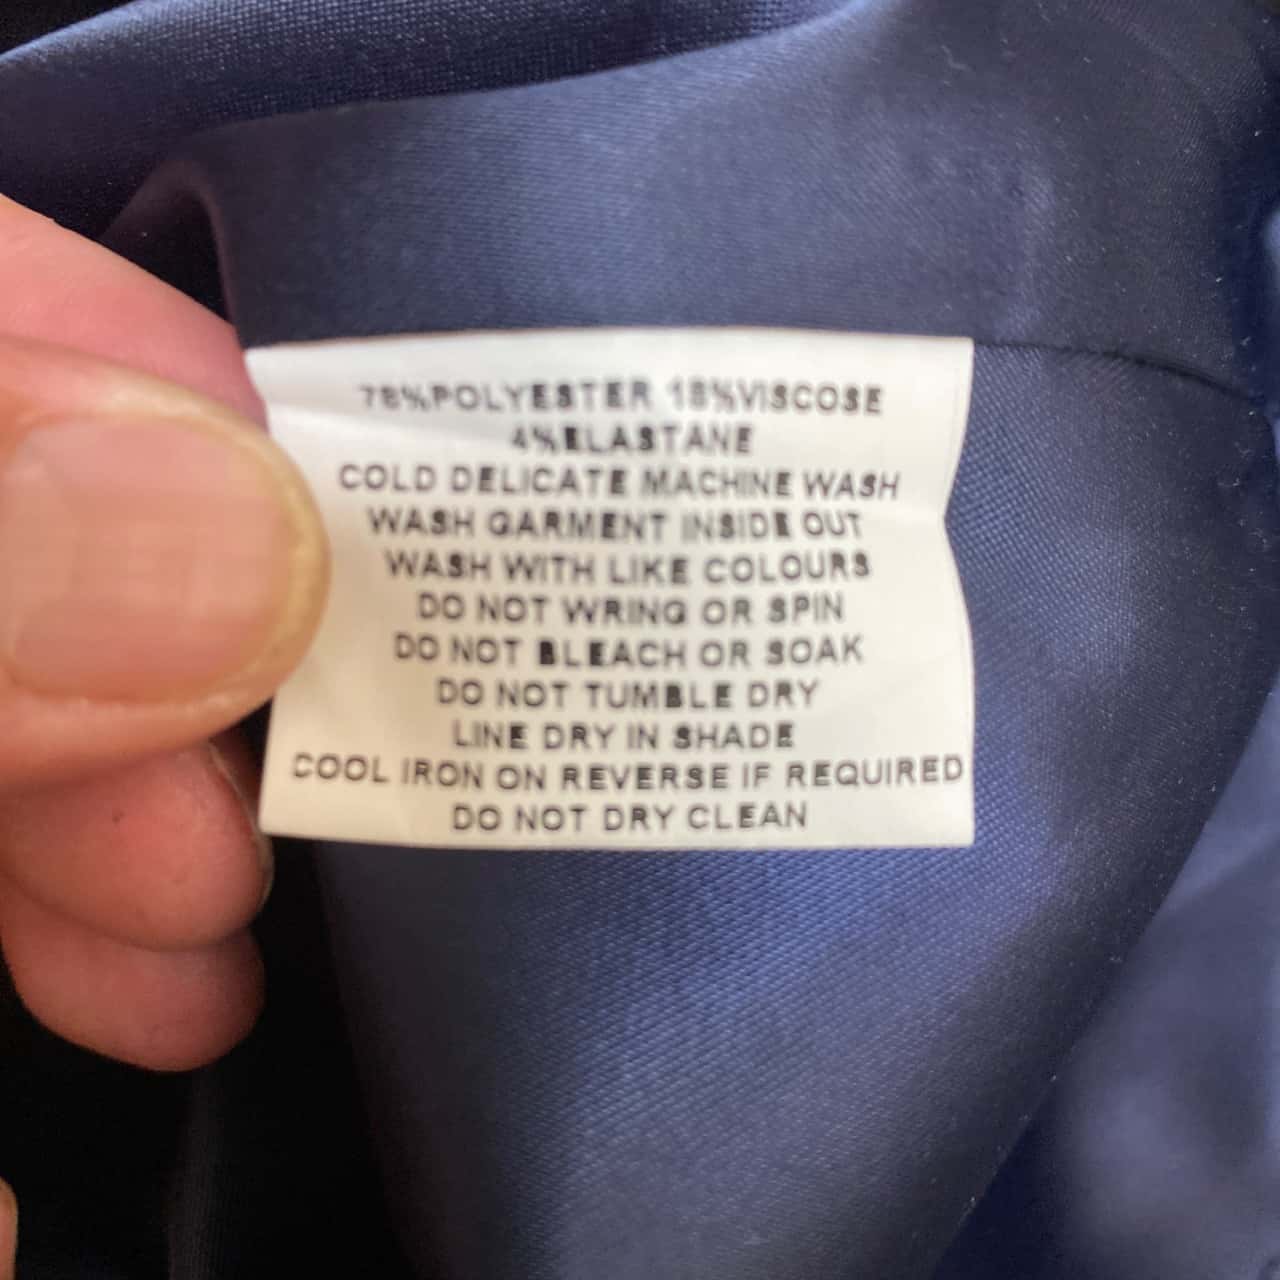 78%POLYESTER 18%VISCOSE
4%ELASTANE
COLD DELICATE MACHINE WASH
WASH GARMENT INSIDE OUT
WASH WITH LIKE COLOURS
DO NOT WRING OR SPIN
DO NOT BLEACH OR SOAK
DO NOT TUMBLE DRY
LINE DRY IN SHADE
COOL IRON ON REVERSE IF REQUIRED
DO NOT DRY CLEAN